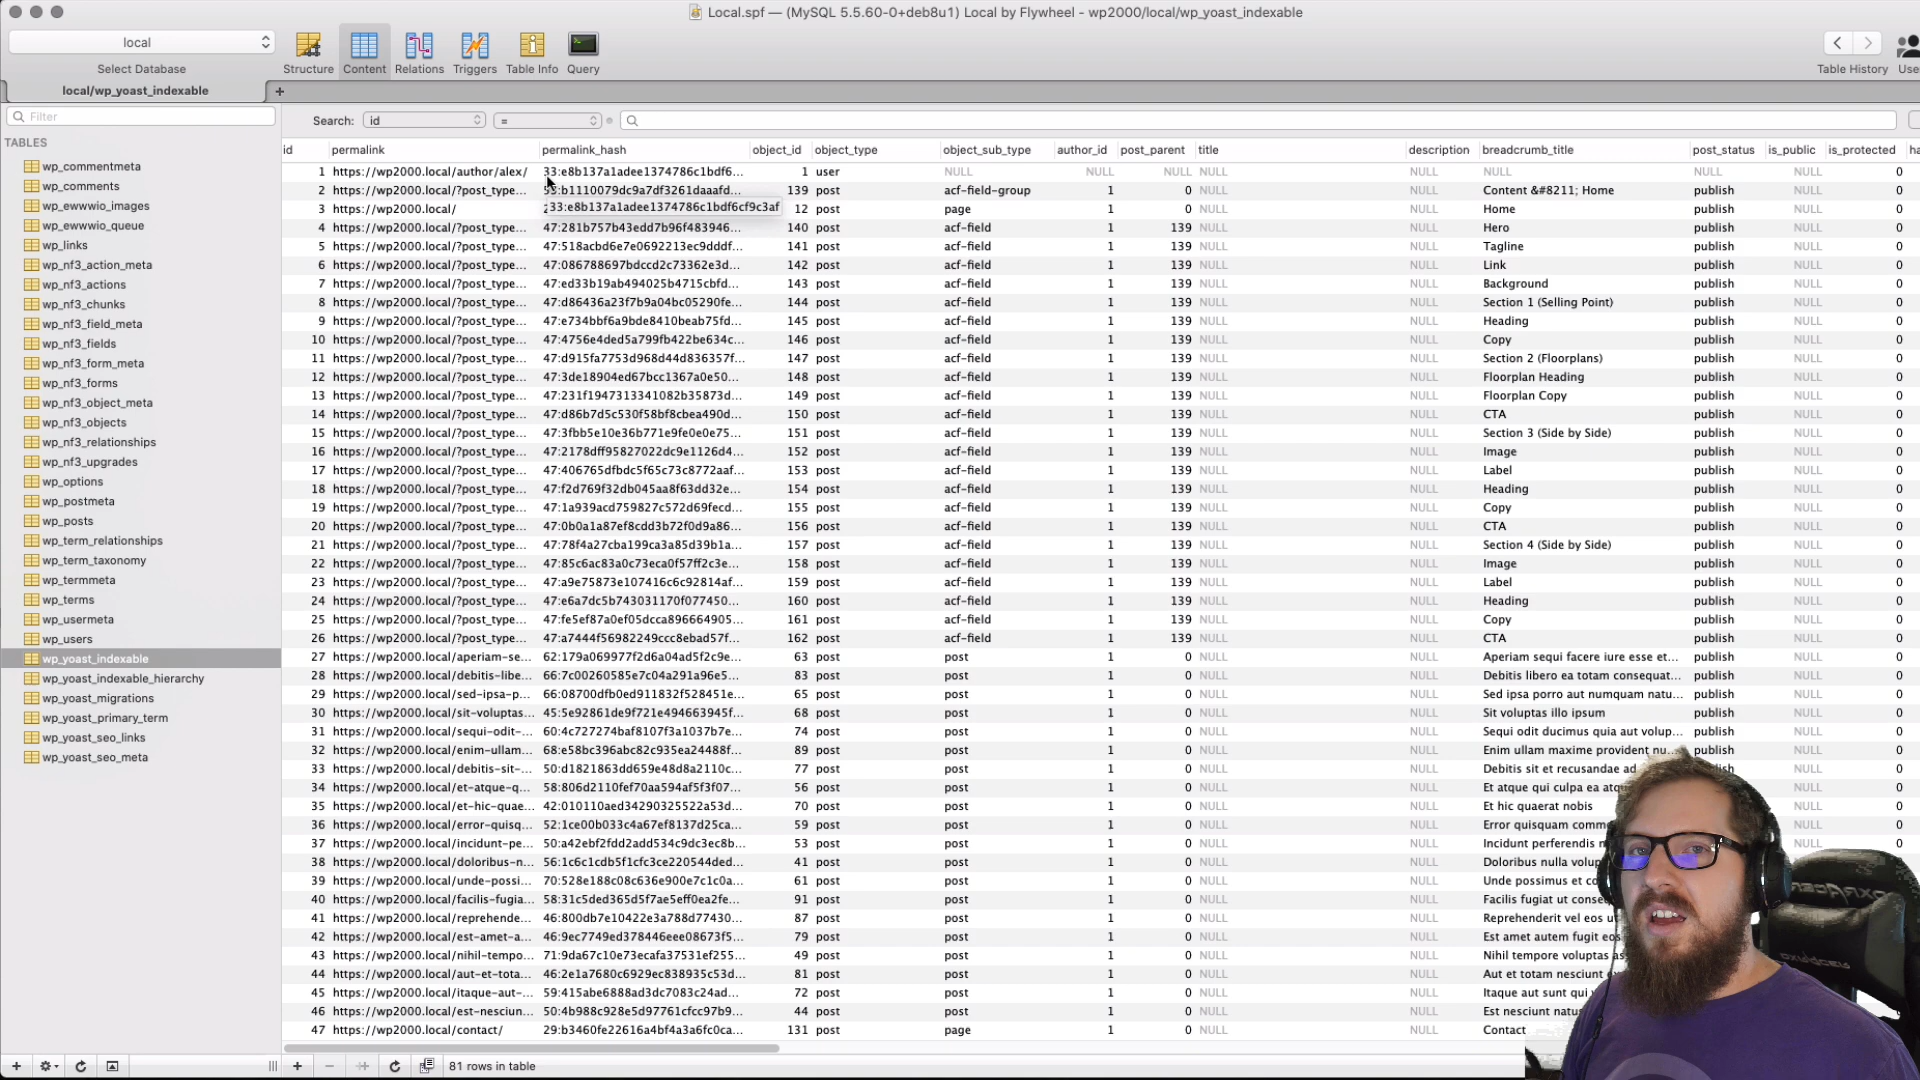 Local.spf — (MySQL 5.5.60-0+deb8u1) Local by Flywheel - wp2000/local/wp_yoast_indexable
local
Select Database
Structure Content Relations Triggers Table Info Query
Table History
local/wp_yoast_indexable +
Filter
Search: id =
TABLES
wp_commentmeta
wp_comments
wp_ewwwio_images
wp_ewwwio_queue
wp_links
wp_nf3_action_meta
wp_nf3_actions
wp_nf3_chunks
wp_nf3_field_meta
wp_nf3_fields
wp_nf3_form_meta
wp_nf3_forms
wp_nf3_object_meta
wp_nf3_objects
wp_nf3_relationships
wp_nf3_upgrades
wp_options
wp_postmeta
wp_posts
wp_term_relationships
wp_term_taxonomy
wp_termmeta
wp_terms
wp_usermeta
wp_users
wp_yoast_indexable
wp_yoast_indexable_hierarchy
wp_yoast_migrations
wp_yoast_primary_term
wp_yoast_seo_links
wp_yoast_seo_meta
id permalink permalink_hash object_id object_type object_sub_type author_id post_parent title description breadcrumb_title post_status is_public is_protected
1 https://wp2000.local/author/alex/ 33:e8b137a1adee1374786c1bdf6... 1 user NULL NULL NULL NULL NULL NULL NULL NULL 0
2 https://wp2000.local/?post_type... 53:b1110079dc9a7df3261daaafd... 139 post acf-field-group 1 0 NULL NULL Content &#8211; Home publish NULL 0
33:e8b137a1adee1374786c1bdf6cf9c3af
3 https://wp2000.local/ 12 post page 1 0 NULL NULL Home publish NULL 0
4 https://wp2000.local/?post_type... 47:281b757b43edd7b96f483946... 140 post acf-field 1 139 NULL NULL Hero publish NULL 0
5 https://wp2000.local/?post_type... 47:518acbd6e7e0692213ec9dddf... 141 post acf-field 1 139 NULL NULL Tagline publish NULL 0
6 https://wp2000.local/?post_type... 47:086788697bdccd2c73362e3d... 142 post acf-field 1 139 NULL NULL Link publish NULL 0
7 https://wp2000.local/?post_type... 47:ed33b19ab494025b4715cbfd... 143 post acf-field 1 139 NULL NULL Background publish NULL 0
8 https://wp2000.local/?post_type... 47:d86436a23f7b9a04bc05290fe... 144 post acf-field 1 139 NULL NULL Section 1 (Selling Point) publish NULL 0
9 https://wp2000.local/?post_type... 47:e734bbf6a9bde8410beab75fd... 145 post acf-field 1 139 NULL NULL Heading publish NULL 0
10 https://wp2000.local/?post_type... 47:4756e4ded5a799fb422be634c... 146 post acf-field 1 139 NULL NULL Copy publish NULL 0
11 https://wp2000.local/?post_type... 47:d915fa7753d968d44d836357f... 147 post acf-field 1 139 NULL NULL Section 2 (Floorplans) publish NULL 0
12 https://wp2000.local/?post_type... 47:3de18904ed67bcc1367a0e50... 148 post acf-field 1 139 NULL NULL Floorplan Heading publish NULL 0
13 https://wp2000.local/?post_type... 47:231f1947313341082b35873d... 149 post acf-field 1 139 NULL NULL Floorplan Copy publish NULL 0
14 https://wp2000.local/?post_type... 47:d86b7d5c530f58bf8cbea490d... 150 post acf-field 1 139 NULL NULL CTA publish NULL 0
15 https://wp2000.local/?post_type... 47:3fbb5e10e36b771e9fe0e0e75... 151 post acf-field 1 139 NULL NULL Section 3 (Side by Side) publish NULL 0
16 https://wp2000.local/?post_type... 47:2178dff95827022dc9e1126d4... 152 post acf-field 1 139 NULL NULL Image publish NULL 0
17 https://wp2000.local/?post_type... 47:406765dfbdc5f65c73c8772aaf... 153 post acf-field 1 139 NULL NULL Label publish NULL 0
18 https://wp2000.local/?post_type... 47:f2d769f32db045aa8f63dd32e... 154 post acf-field 1 139 NULL NULL Heading publish NULL 0
19 https://wp2000.local/?post_type... 47:1a939acd759827c572d69fecd... 155 post acf-field 1 139 NULL NULL Copy publish NULL 0
20 https://wp2000.local/?post_type... 47:0b0a1a87ef8cdd3b72f0d9a86... 156 post acf-field 1 139 NULL NULL CTA publish NULL 0
21 https://wp2000.local/?post_type... 47:78f4a27cba199ca3a85d39b1a... 157 post acf-field 1 139 NULL NULL Section 4 (Side by Side) publish NULL 0
22 https://wp2000.local/?post_type... 47:85c6ac83a0c73eca0f57ff2c3e... 158 post acf-field 1 139 NULL NULL Image publish NULL 0
23 https://wp2000.local/?post_type... 47:a9e75873e107416c6c92814af... 159 post acf-field 1 139 NULL NULL Label publish NULL 0
24 https://wp2000.local/?post_type... 47:e6a7dc5b743031170f077450... 160 post acf-field 1 139 NULL NULL Heading publish NULL 0
25 https://wp2000.local/?post_type... 47:fe5ef87a0ef05dcca896664905... 161 post acf-field 1 139 NULL NULL Copy publish NULL 0
26 https://wp2000.local/?post_type... 47:a7444f56982249ccc8ebad57f... 162 post acf-field 1 139 NULL NULL CTA publish NULL 0
27 https://wp2000.local/aperiam-se... 62:179a069977f2d6a04ad5f2c9e... 63 post post 1 0 NULL NULL Aperiam sequi facere iure esse et... publish NULL 0
28 https://wp2000.local/debitis-libe... 66:7c00260585e7c04a291a96e5... 83 post post 1 0 NULL NULL Debitis libero ea totam consequat... publish NULL 0
29 https://wp2000.local/sed-ipsa-p... 66:08700dfb0ed911832f528451e... 65 post post 1 0 NULL NULL Sed ipsa porro aut numquam natu... publish NULL 0
30 https://wp2000.local/sit-voluptas... 45:5e92861de9f721e494663945f... 68 post post 1 0 NULL NULL Sit voluptas illo ipsum publish NULL 0
31 https://wp2000.local/sequi-odit-... 60:4c727274baf8107f3a1037b7e... 74 post post 1 0 NULL NULL Sequi odit ducimus quia aut volup... publish NULL 0
32 https://wp2000.local/enim-ullam... 68:e58bc396abc82c935ea24488f... 89 post post 1 0 NULL NULL Enim ullam maxime provident nu... publish NULL 0
33 https://wp2000.local/debitis-sit-... 50:d1821863dd659e48d8a2110c... 77 post post 1 0 NULL NULL Debitis sit et recusandae ad NULL 0
34 https://wp2000.local/et-atque-q... 58:806d2110fef70aa594af5f3f07... 56 post post 1 0 NULL NULL Et atque qui culpa ea NULL 0
35 https://wp2000.local/et-hic-quae... 42:010110aed34290325522a53d... 70 post post 1 0 NULL NULL Et hic quaerat nobis NULL 0
36 https://wp2000.local/error-quisq... 52:1ce00b033c4a67ef8137d25ca... 59 post post 1 0 NULL NULL Error quisquam NULL 0
37 https://wp2000.local/incidunt-pe... 50:a42ebf2fdd2add534c9dc3ec8b... 53 post post 1 0 NULL NULL Incidunt perferendis NULL 0
38 https://wp2000.local/doloribus-n... 56:1c6c1cdb5f1cfc3ce220544ded... 41 post post 1 0 NULL NULL Doloribus nulla NULL
39 https://wp2000.local/unde-possi... 70:528e188c08c636e900e7c1c0a... 61 post post 1 0 NULL NULL Unde possimus et
40 https://wp2000.local/facilis-fugia... 58:31c5ded365d5f7ae5eff0ea2fe... 91 post post 1 0 NULL NULL Facilis fugiat ut
41 https://wp2000.local/reprehende... 46:800db7e10422e3a788d77430... 87 post post 1 0 NULL NULL Reprehenderit vel eos
42 https://wp2000.local/est-amet-a... 46:9ec7749ed378446eee08673f5... 79 post post 1 0 NULL NULL Est amet autem fugit eos
43 https://wp2000.local/nihil-tempo... 71:9da67c10e73ecafa37531ef255... 49 post post 1 0 NULL NULL Nihil tempore voluptas
44 https://wp2000.local/aut-et-tota... 46:2e1a7680c6929ec838935c53d... 81 post post 1 0 NULL NULL Aut et totam nesciunt
45 https://wp2000.local/itaque-aut-... 59:415abe6888ad3dc7083c24ad... 72 post post 1 0 NULL NULL Itaque aut sunt qui
46 https://wp2000.local/est-nesciun... 50:4b988c928e5d97761cfcc97b9... 44 post post 1 0 NULL NULL Est nesciunt
47 https://wp2000.local/contact/ 29:b3460fe22616a4bf4a3a6fc0ca... 131 post page 1 0 NULL NULL Contact
81 rows in table